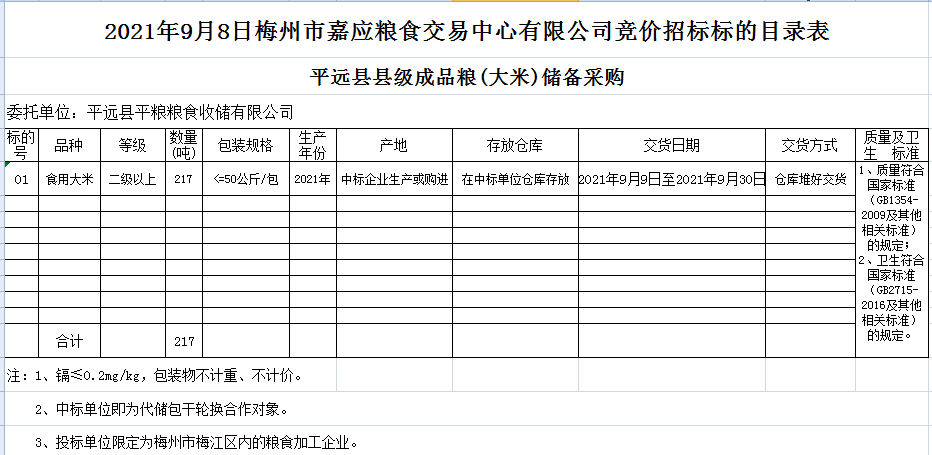 2021年9月8日梅州市嘉应粮食交易中心有限公司竞价招标标的目录表
平远县县级成品粮(大米)储备采购
委托单位：平远县平粮粮食收储有限公司
标的号 品种 等级 数量(吨) 包装规格 生产年份 产地 存放仓库 交货日期 交货方式 质量及卫生 标准
01 食用大米 二级以上 217 <=50公斤/包 2021年 中标企业生产或购进 在中标单位仓库存放 2021年9月9日至2021年9月30日 仓库堆好交货
1、质量符合
国家标准
（GB1354-
2009及其他
相关标准）
的规定；
2、卫生符合
国家标准
（GB2715-
2016及其他
相关标准）
的规定。
合计 217
注：1、镉≤0.2mg/kg，包装物不计重、不计价。
2、中标单位即为代储包干轮换合作对象。
3、投标单位限定为梅州市梅江区内的粮食加工企业。